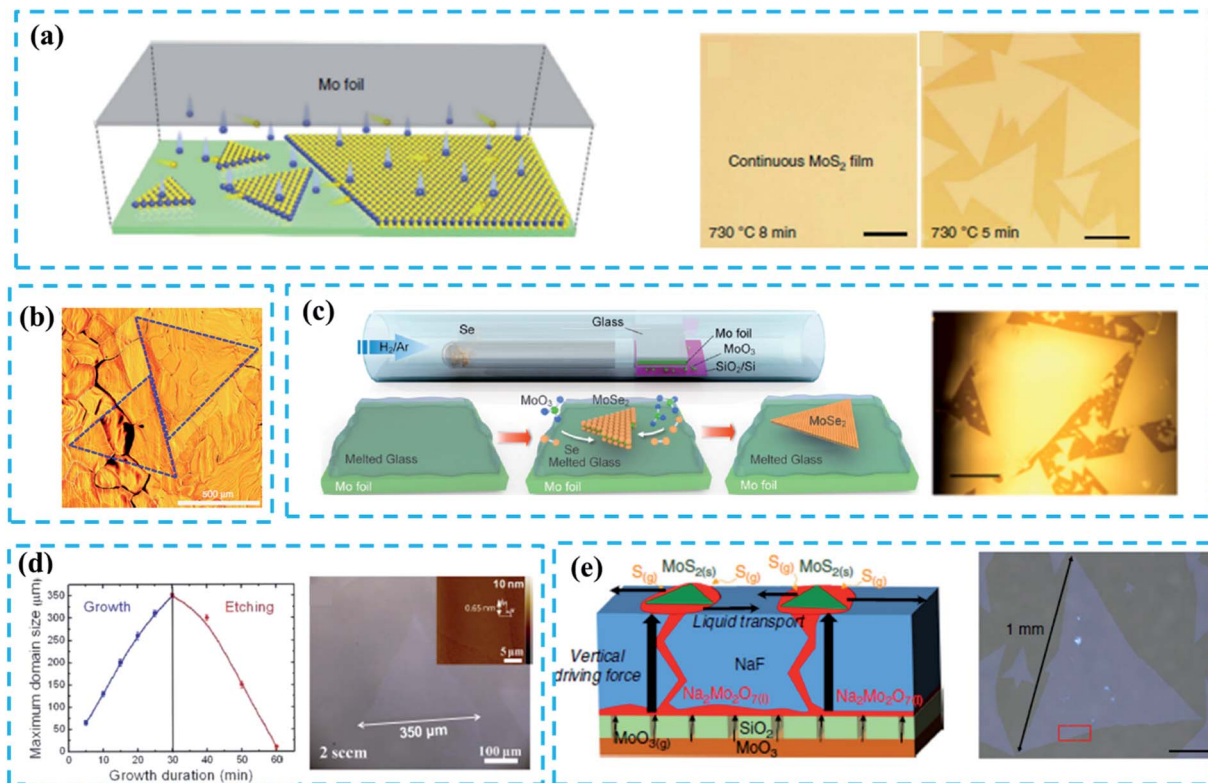 (a)
Mo foil
Continuous MoS₂ film
730 °C 8 min
730 °C 5 min
(b)
500 µm
(c)
H₂/Ar
Se
Glass
Mo foil
MoO₃
SiO₂/Si
MoO₃
MoSe₂
Se
Melted Glass
Mo foil
Melted Glass
Mo foil
MoSe₂
Melted Glass
Mo foil
(d)
Maximum domain size (µm)
350
300
250
200
150
100
50
0
Growth
Etching
0 10 20 30 40 50 60
Growth duration (min)
10 nm
0.65 nm
5 µm
350 µm
2 sccm
100 µm
(e)
S(g) MoS₂(s) S(g) S(g) MoS₂(s) S(g)
Liquid transport
Vertical
driving force
NaF
Na₂Mo₂O₇(l) Na₂Mo₂O₇(l)
SiO₂
MoO₃(g)
MoO₃
1 mm